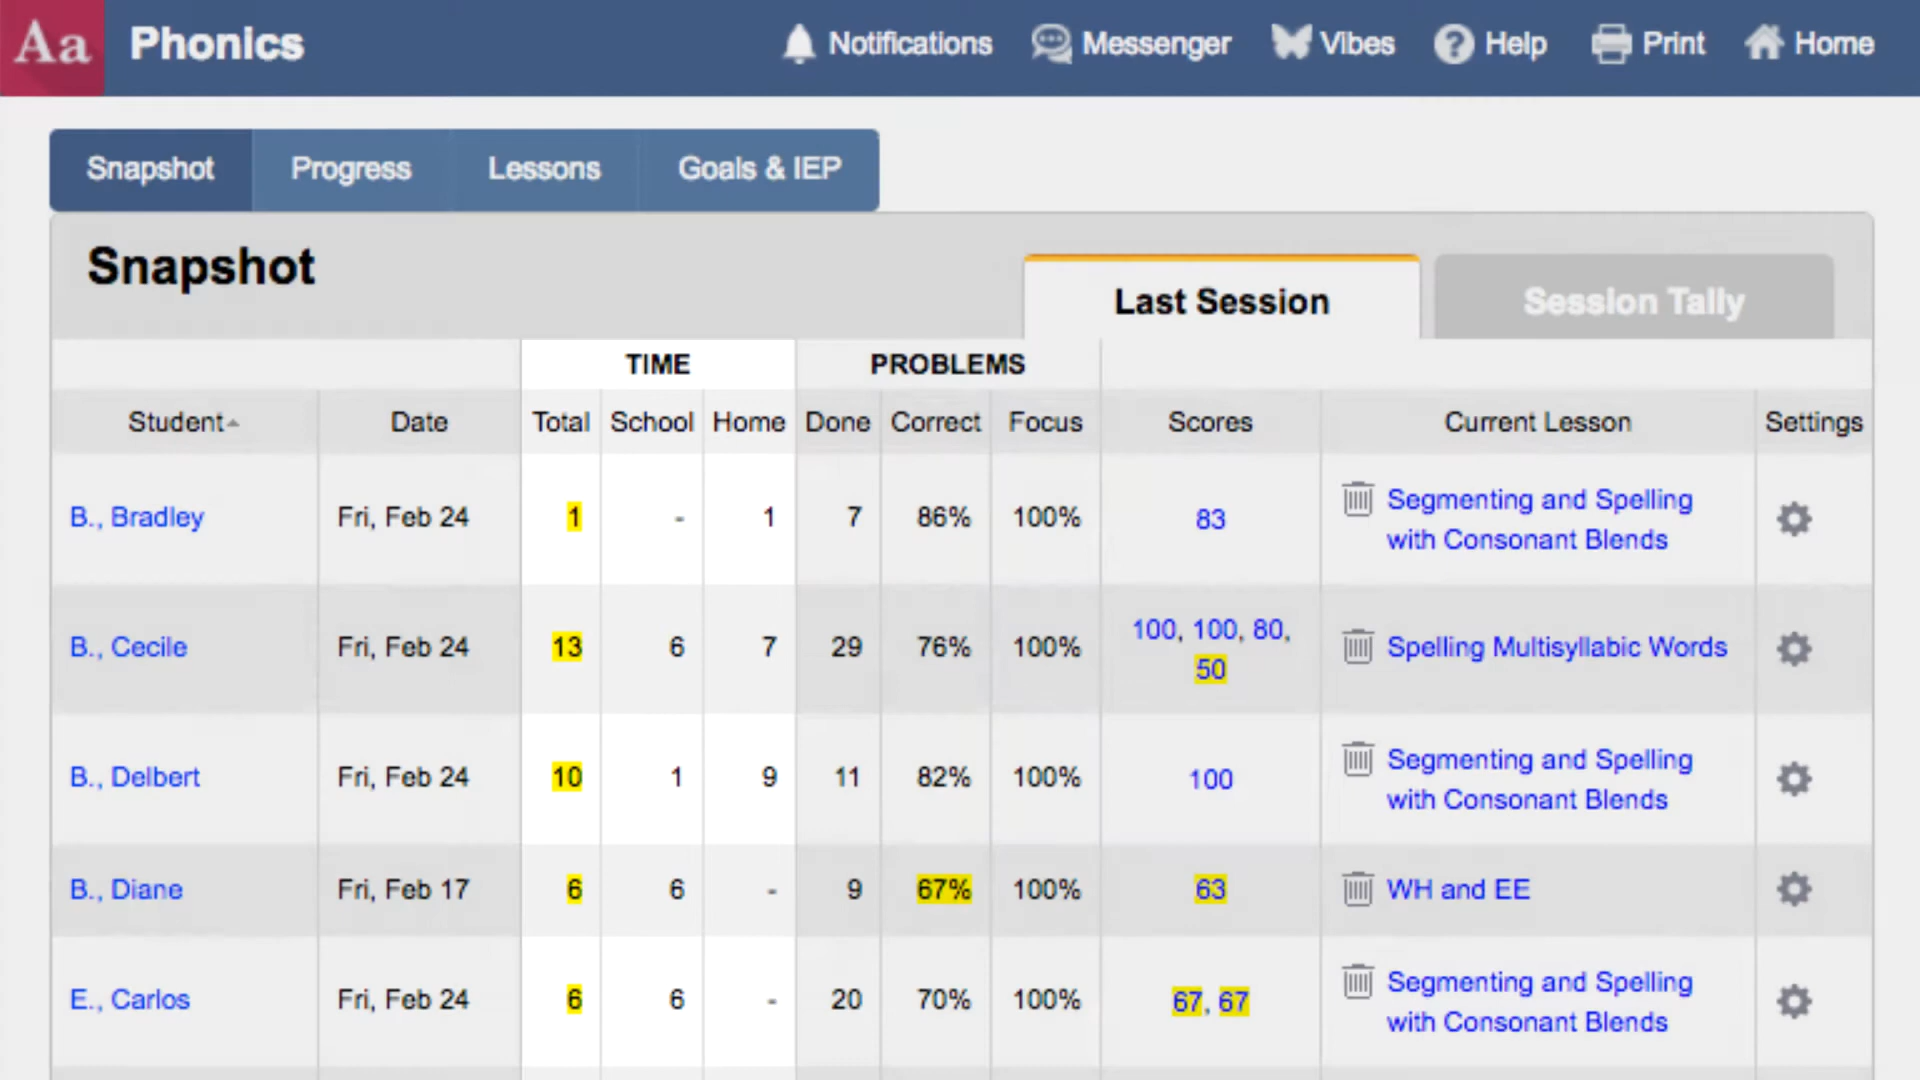 Aa Phonics Notifications Messenger Vibes ? Help Print Home
Snapshot Progress Lessons Goals & IEP
Snapshot
Last Session Session Tally
TIME PROBLEMS
Student Date Total School Home Done Correct Focus Scores Current Lesson Settings
B., Bradley Fri, Feb 24 1 - 1 7 86% 100% 83 Segmenting and Spelling
with Consonant Blends
B., Cecile Fri, Feb 24 13 6 7 29 76% 100% 100, 100, 80,
50 Spelling Multisyllabic Words
B., Delbert Fri, Feb 24 10 1 9 11 82% 100% 100 Segmenting and Spelling
with Consonant Blends
B., Diane Fri, Feb 17 6 6 - 9 67% 100% 63 WH and EE
E., Carlos Fri, Feb 24 6 6 - 20 70% 100% 67, 67 Segmenting and Spelling
with Consonant Blends